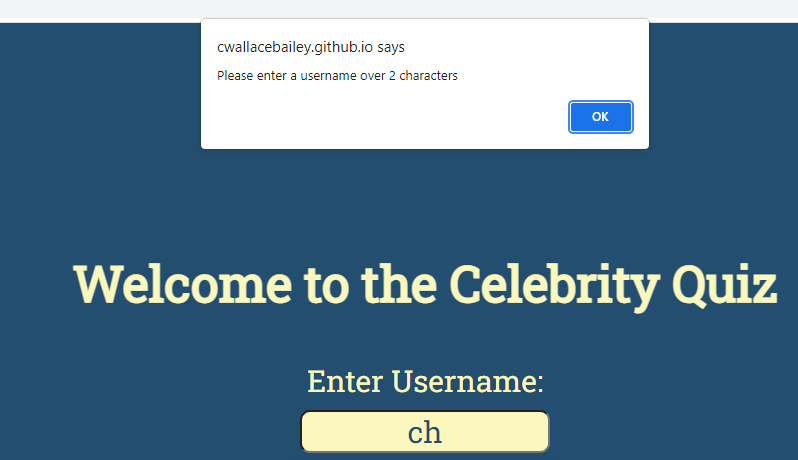 cwallacebailey.github.io says
Please enter a username over 2 characters
OK
Welcome to the Celebrity Quiz
Enter Username:
ch